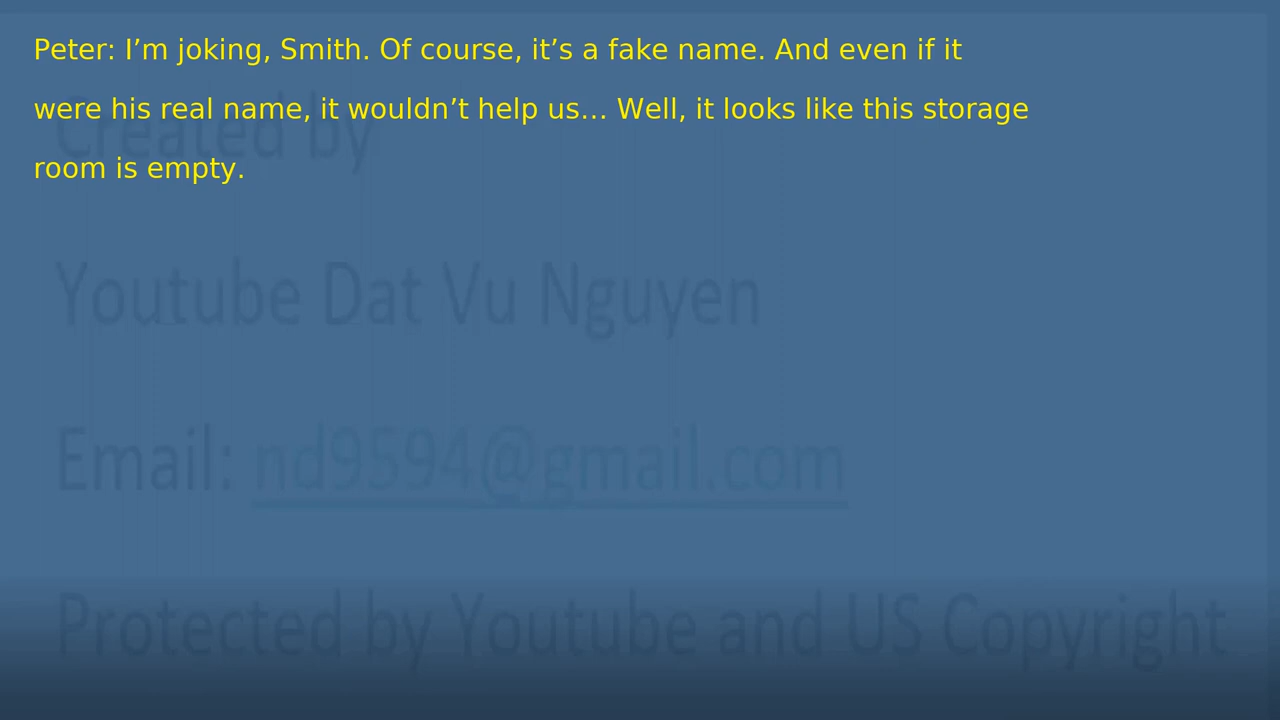 Peter: I’m joking, Smith. Of course, it’s a fake name. And even if it
were his real name, it wouldn’t help us… Well, it looks like this storage
room is empty.
Created by
Youtube Dat Vu Nguyen
Email: nd9594@gmail.com
Protected by Youtube and US Copyright